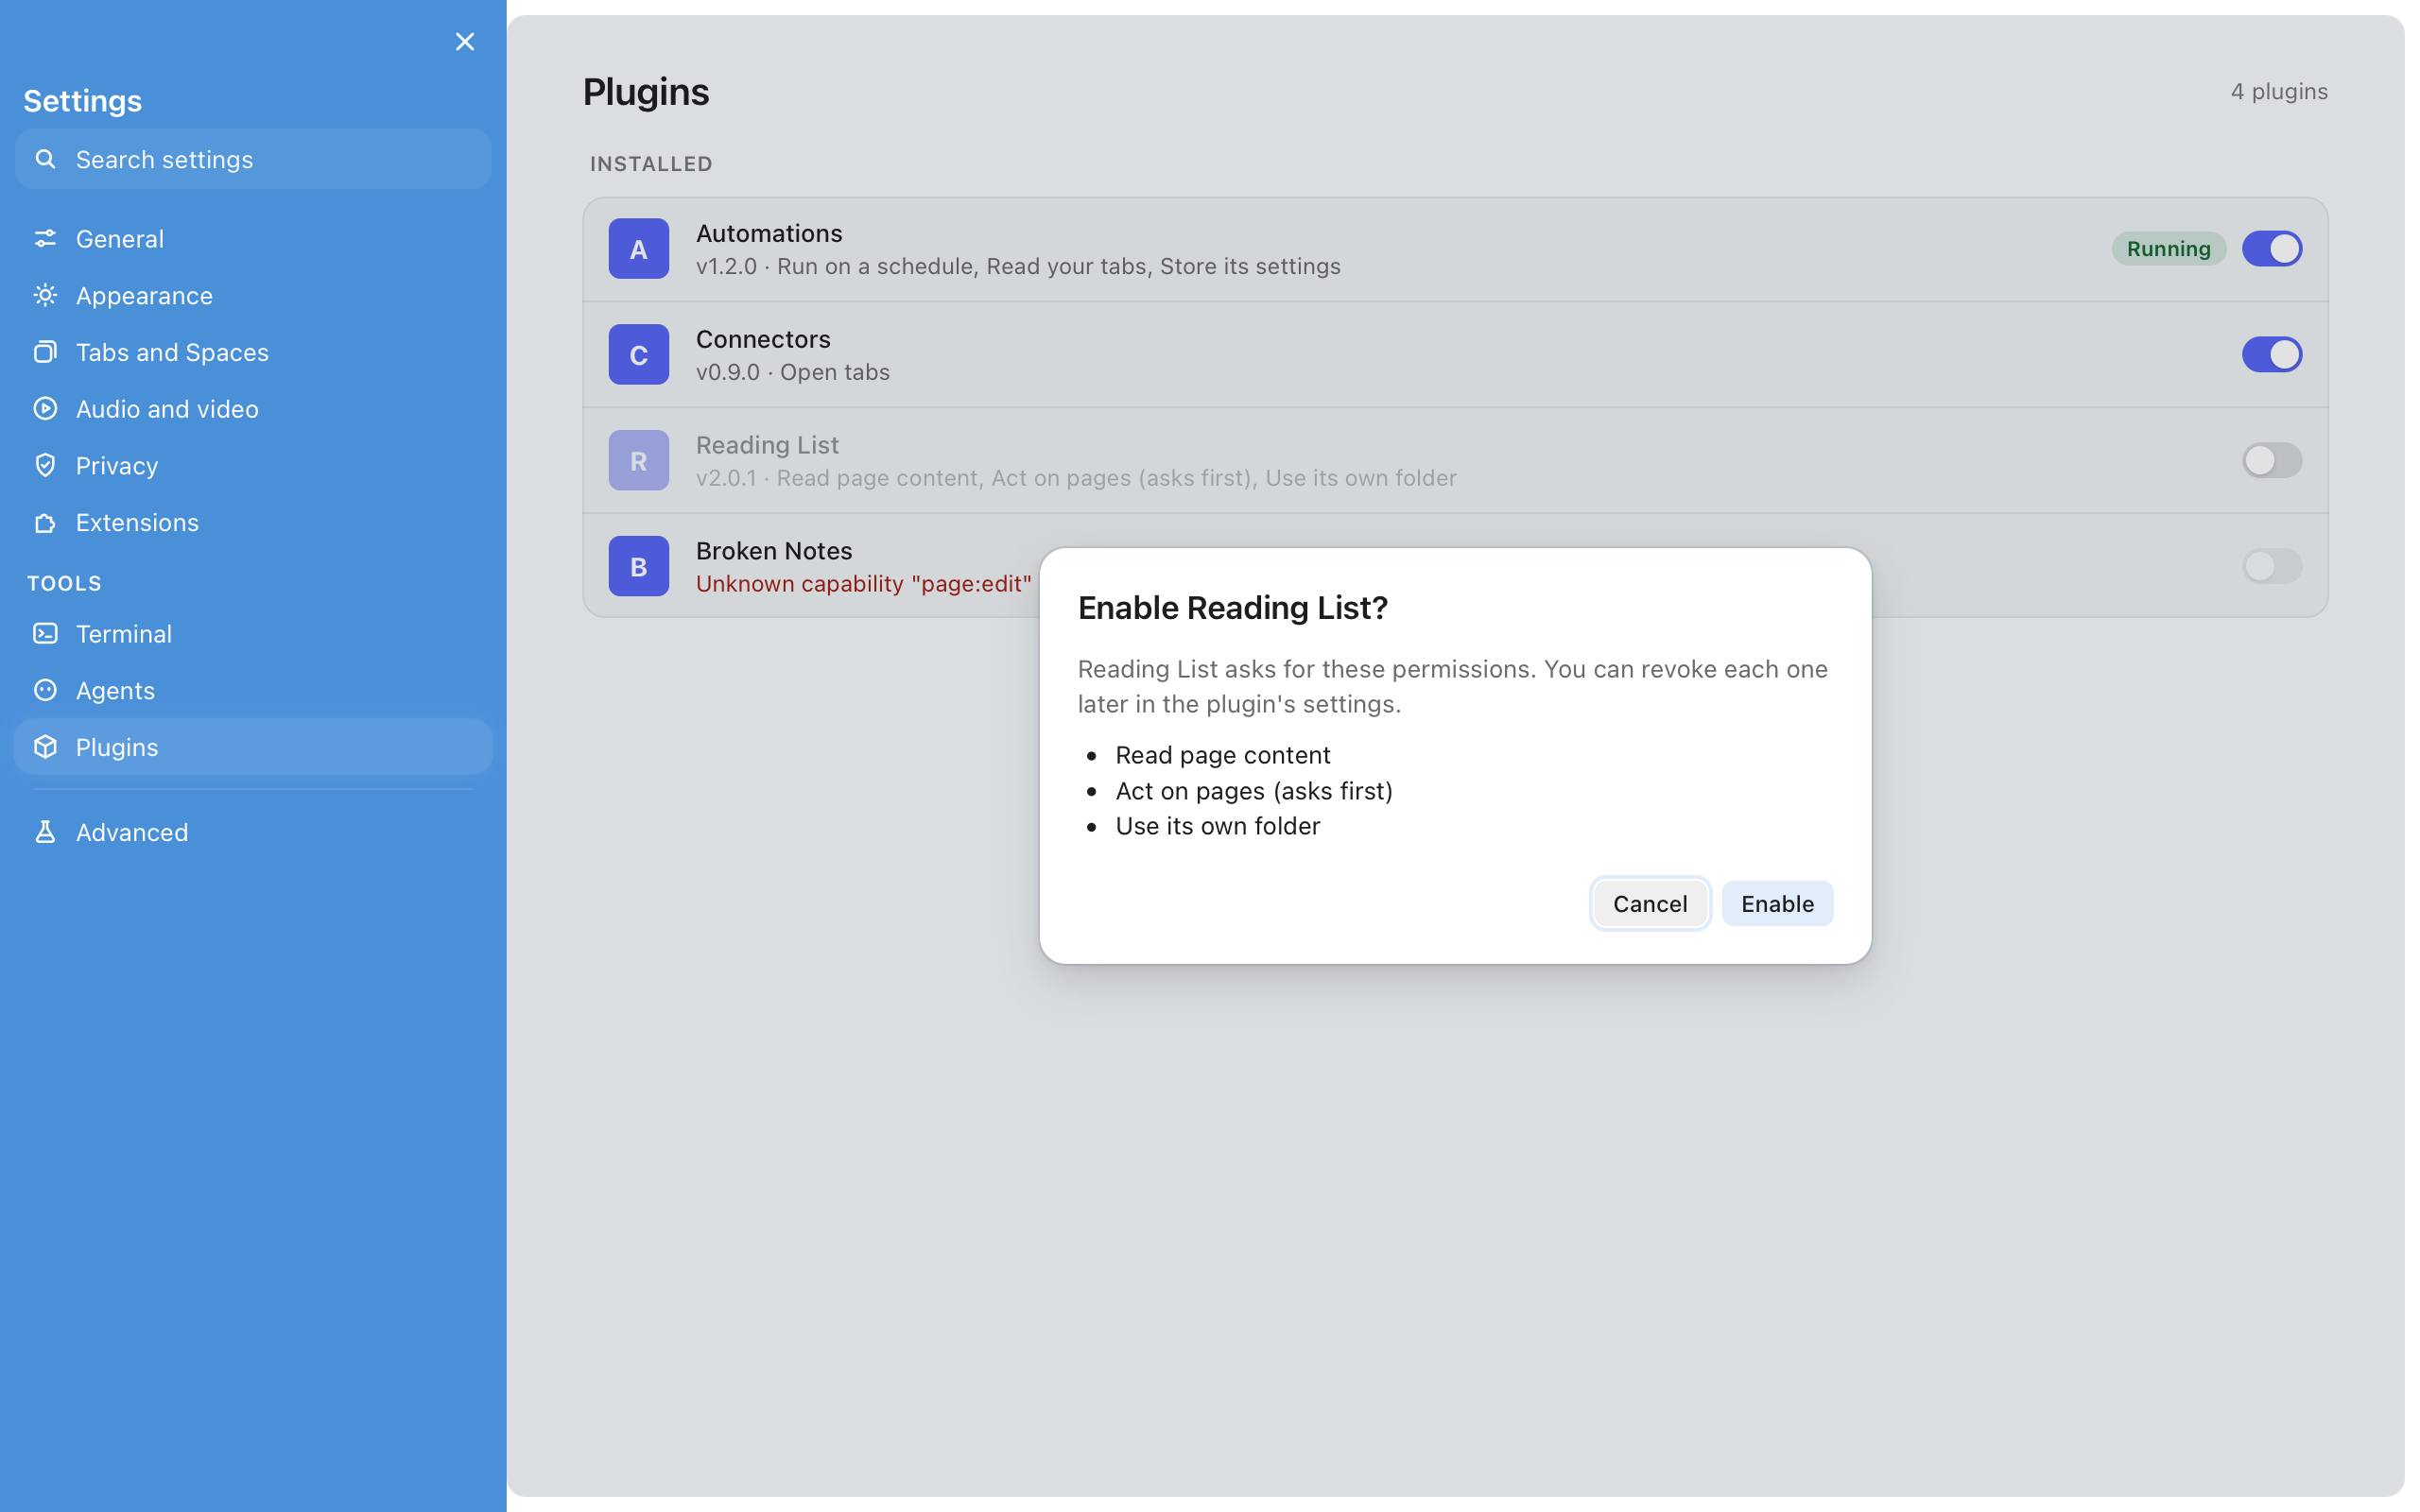 Settings
Search settings
General
Appearance
Tabs and Spaces
Audio and video
Privacy
Extensions
TOOLS
Terminal
Agents
Plugins
Advanced
Plugins
4 plugins
INSTALLED
A
Automations
v1.2.0 · Run on a schedule, Read your tabs, Store its settings
Running
C
Connectors
v0.9.0 · Open tabs
R
Reading List
v2.0.1 · Read page content, Act on pages (asks first), Use its own folder
B
Broken Notes
Unknown capability "page:edit"
Enable Reading List?
Reading List asks for these permissions. You can revoke each one
later in the plugin's settings.
• Read page content
• Act on pages (asks first)
• Use its own folder
Cancel
Enable